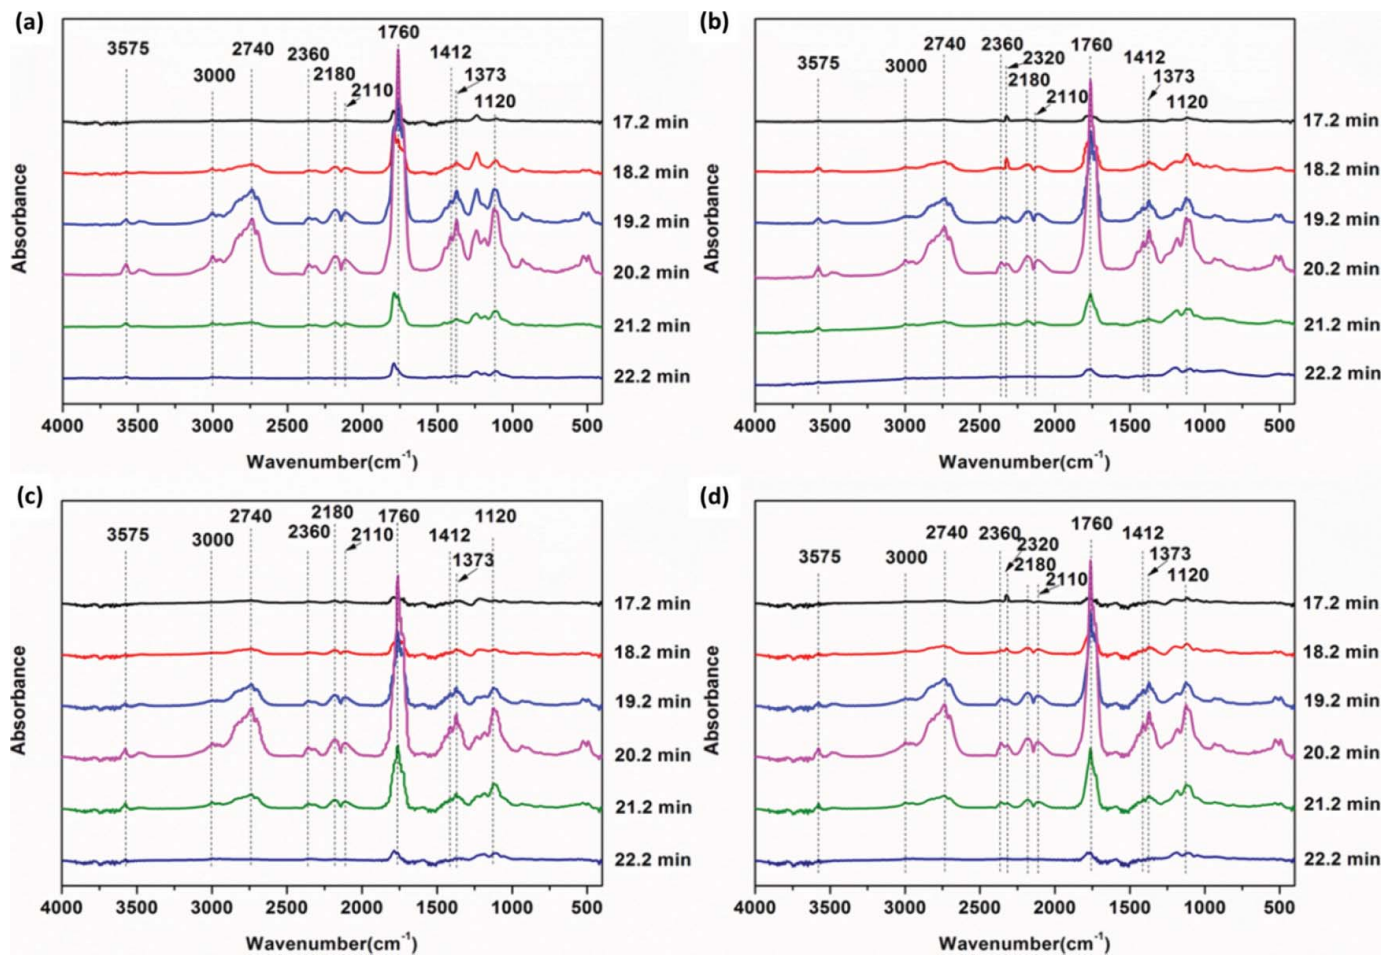 (a)
3575
3000
2740
2360
2180
2110
1760
1412
1373
1120
17.2 min
18.2 min
19.2 min
20.2 min
21.2 min
22.2 min
Absorbance
4000 3500 3000 2500 2000 1500 1000 500
Wavenumber(cm⁻¹)
(b)
3575
3000
2740
2360
2320
2180
2110
1760
1412
1373
1120
17.2 min
18.2 min
19.2 min
20.2 min
21.2 min
22.2 min
Absorbance
4000 3500 3000 2500 2000 1500 1000 500
Wavenumber(cm⁻¹)
(c)
3575
3000
2740
2180
2360
2110
1760
1412
1373
1120
17.2 min
18.2 min
19.2 min
20.2 min
21.2 min
22.2 min
Absorbance
4000 3500 3000 2500 2000 1500 1000 500
Wavenumber(cm⁻¹)
(d)
3575
3000
2740
2360
2320
2180
2110
1760
1412
1373
1120
17.2 min
18.2 min
19.2 min
20.2 min
21.2 min
22.2 min
Absorbance
4000 3500 3000 2500 2000 1500 1000 500
Wavenumber(cm⁻¹)